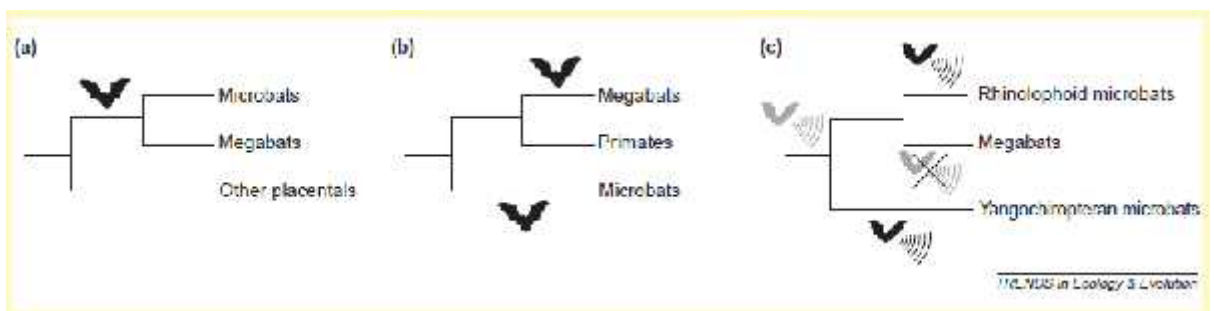 (a)
Microbats
Megabats
Other placentals
(b)
Megabats
Primates
Microbats
(c)
Rhinolophoid microbats
Megabats
Yangochiropteran microbats
TRENDS in Ecology & Evolution